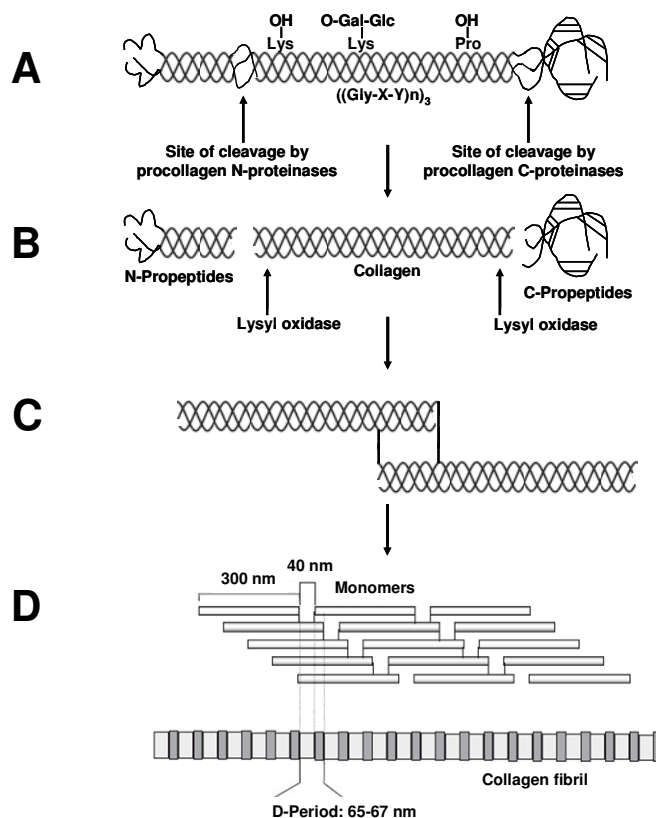 A
OH
Lys
O-Gal-Glc
Lys
OH
Pro
((Gly-X-Y)n)3
Site of cleavage by
procollagen N-proteinases
Site of cleavage by
procollagen C-proteinases
B
N-Propeptides
Collagen
C-Propeptides
Lysyl oxidase
Lysyl oxidase
C
D
300 nm
40 nm
Monomers
Collagen fibril
D-Period: 65-67 nm